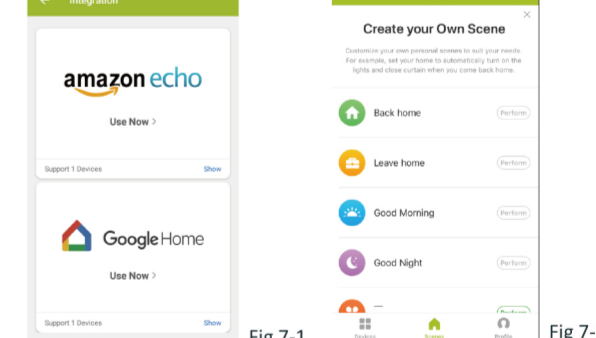 Integration
amazon echo
Use Now >
Support 1 Devices
Show
Google Home
Use Now >
Support 1 Devices
Show
Fig 7-1
×
Create your Own Scene
Customize your own personal scenes to suit your needs.
For example, set your home to automatically turn on the
lights and close curtain when you come back home.
Back home
Perform
Leave home
Perform
Good Morning
Perform
Good Night
Perform
Perform
Devices
Scenes
Profile
Fig 7-